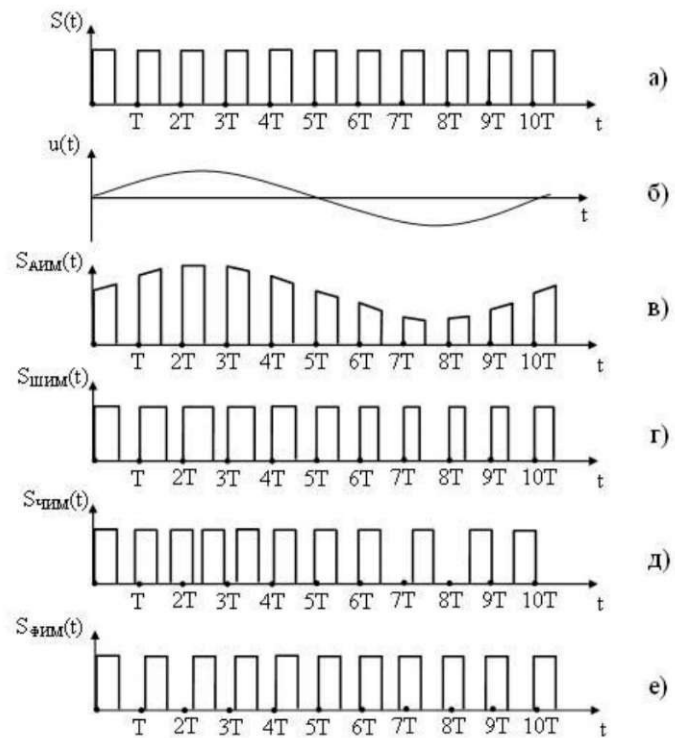 S(t)
T 2T 3T 4T 5T 6T 7T 8T 9T 10T t
а)
u(t)
t
б)
SАИМ(t)
T 2T 3T 4T 5T 6T 7T 8T 9T 10T t
в)
SШИМ(t)
T 2T 3T 4T 5T 6T 7T 8T 9T 10T t
г)
SЧИМ(t)
T 2T 3T 4T 5T 6T 7T 8T 9T 10T t
д)
SФИМ(t)
T 2T 3T 4T 5T 6T 7T 8T 9T 10T t
е)